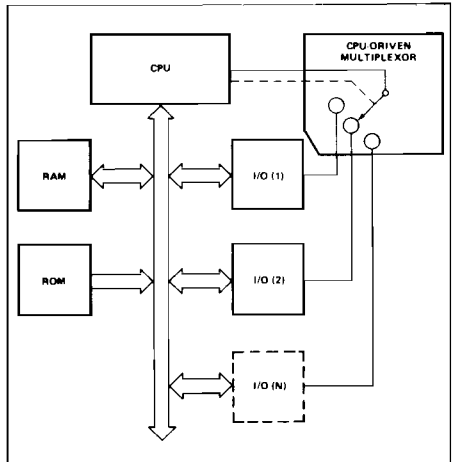 CPU
CPU-DRIVEN
MULTIPLEXOR
RAM
I/O (1)
ROM
I/O (2)
I/O (N)